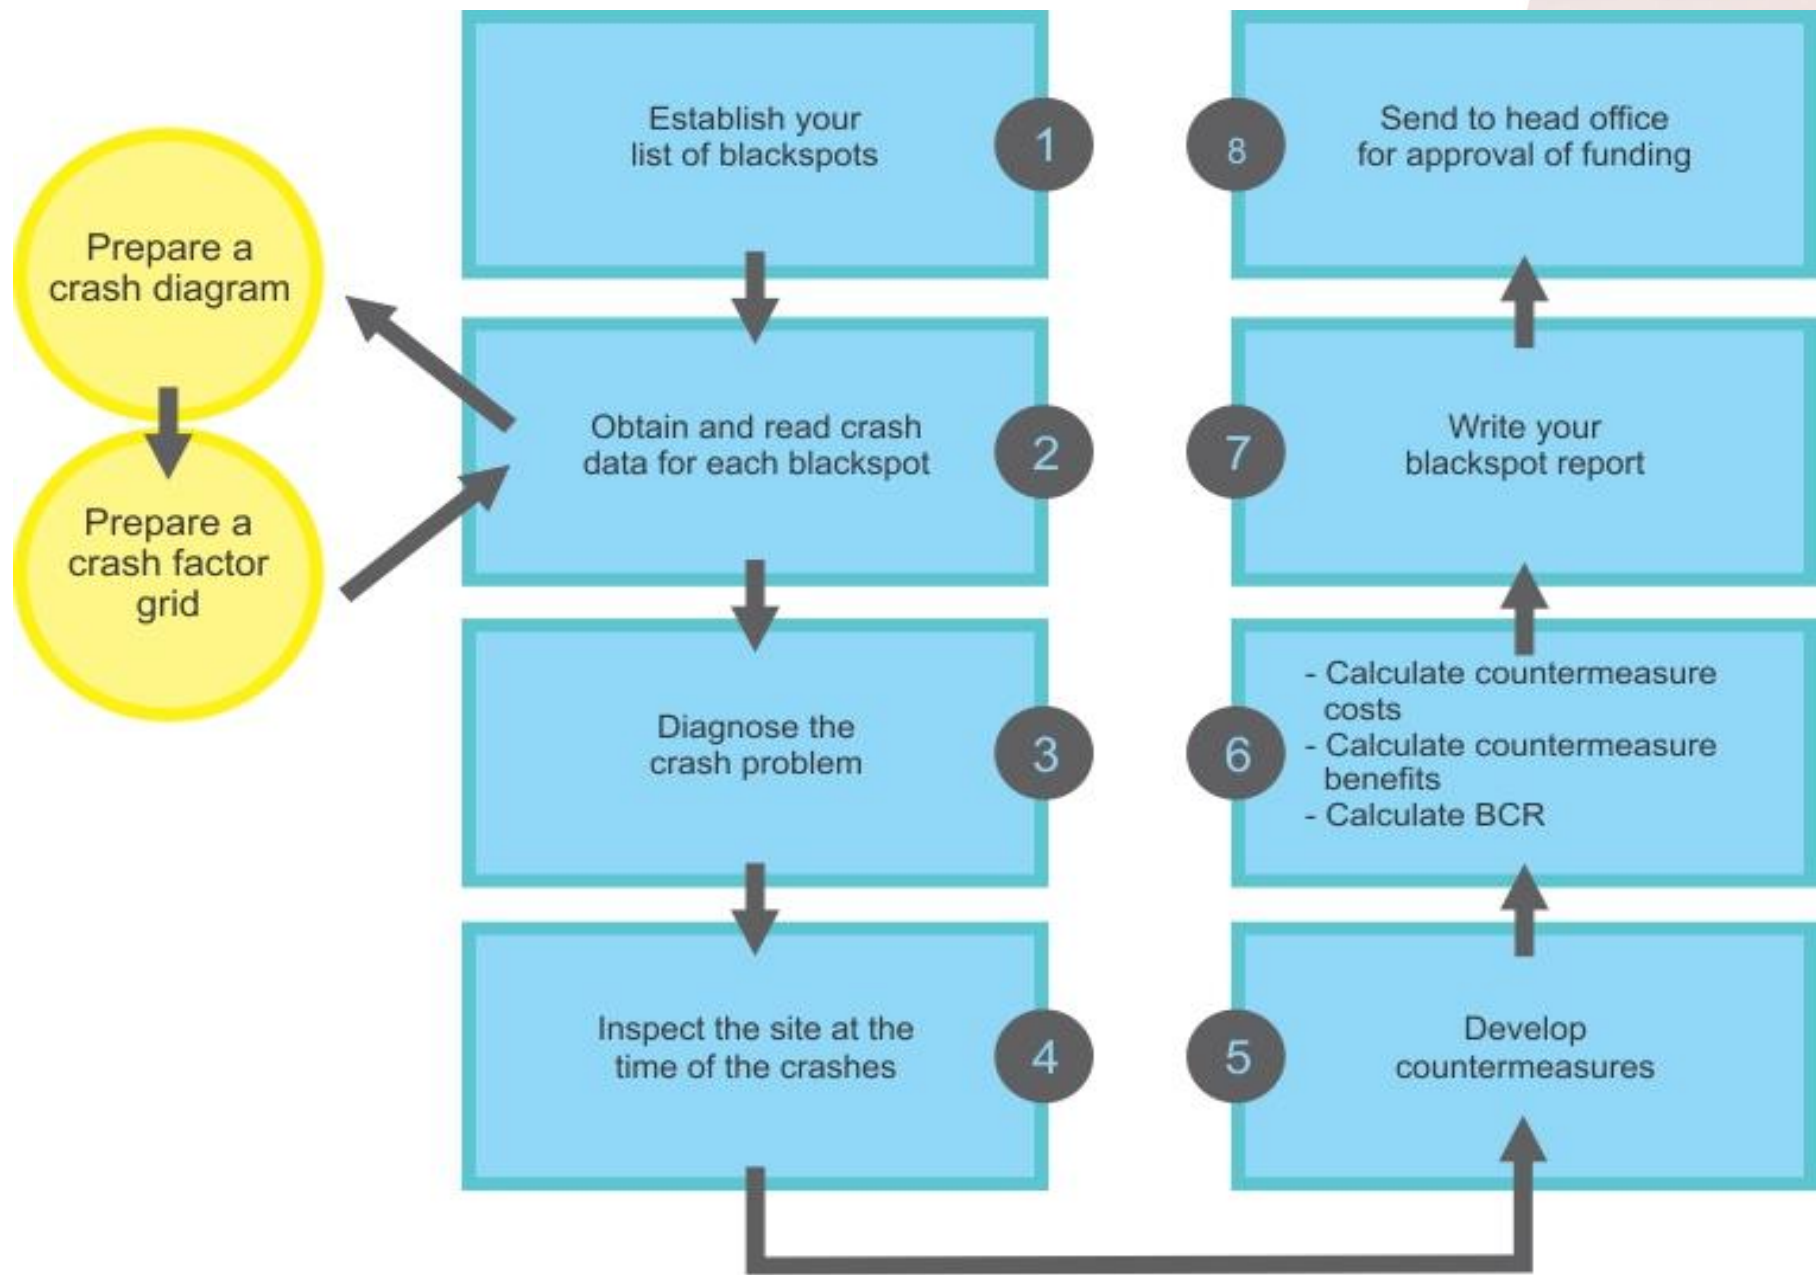 Establish your
list of blackspots
1
Prepare a
crash diagram
Obtain and read crash
data for each blackspot
2
Prepare a
crash factor
grid
Diagnose the
crash problem
3
Inspect the site at the
time of the crashes
4
Develop
countermeasures
5
- Calculate countermeasure
costs
- Calculate countermeasure
benefits
- Calculate BCR
6
Write your
blackspot report
7
Send to head office
for approval of funding
8